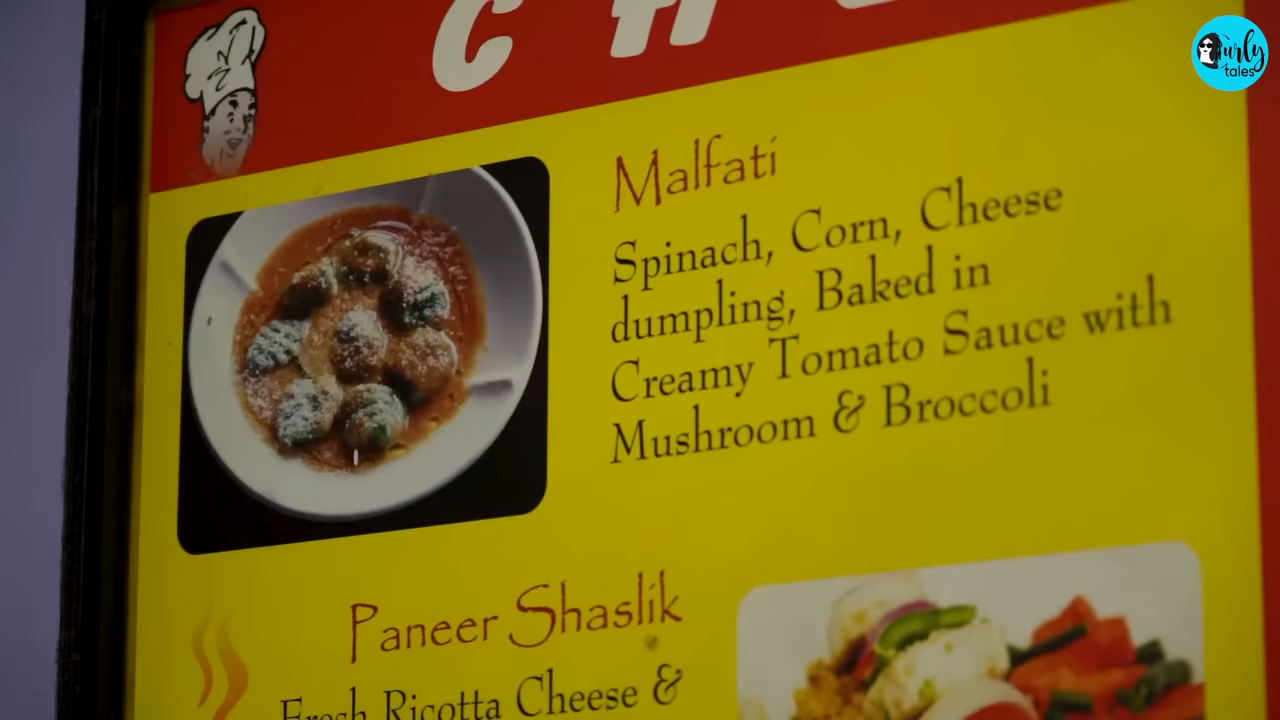 Curly
tales
Malfati
Spinach, Corn, Cheese
dumpling, Baked in
Creamy Tomato Sauce with
Mushroom & Broccoli
Paneer Shaslik
Fresh Ricotta Cheese &